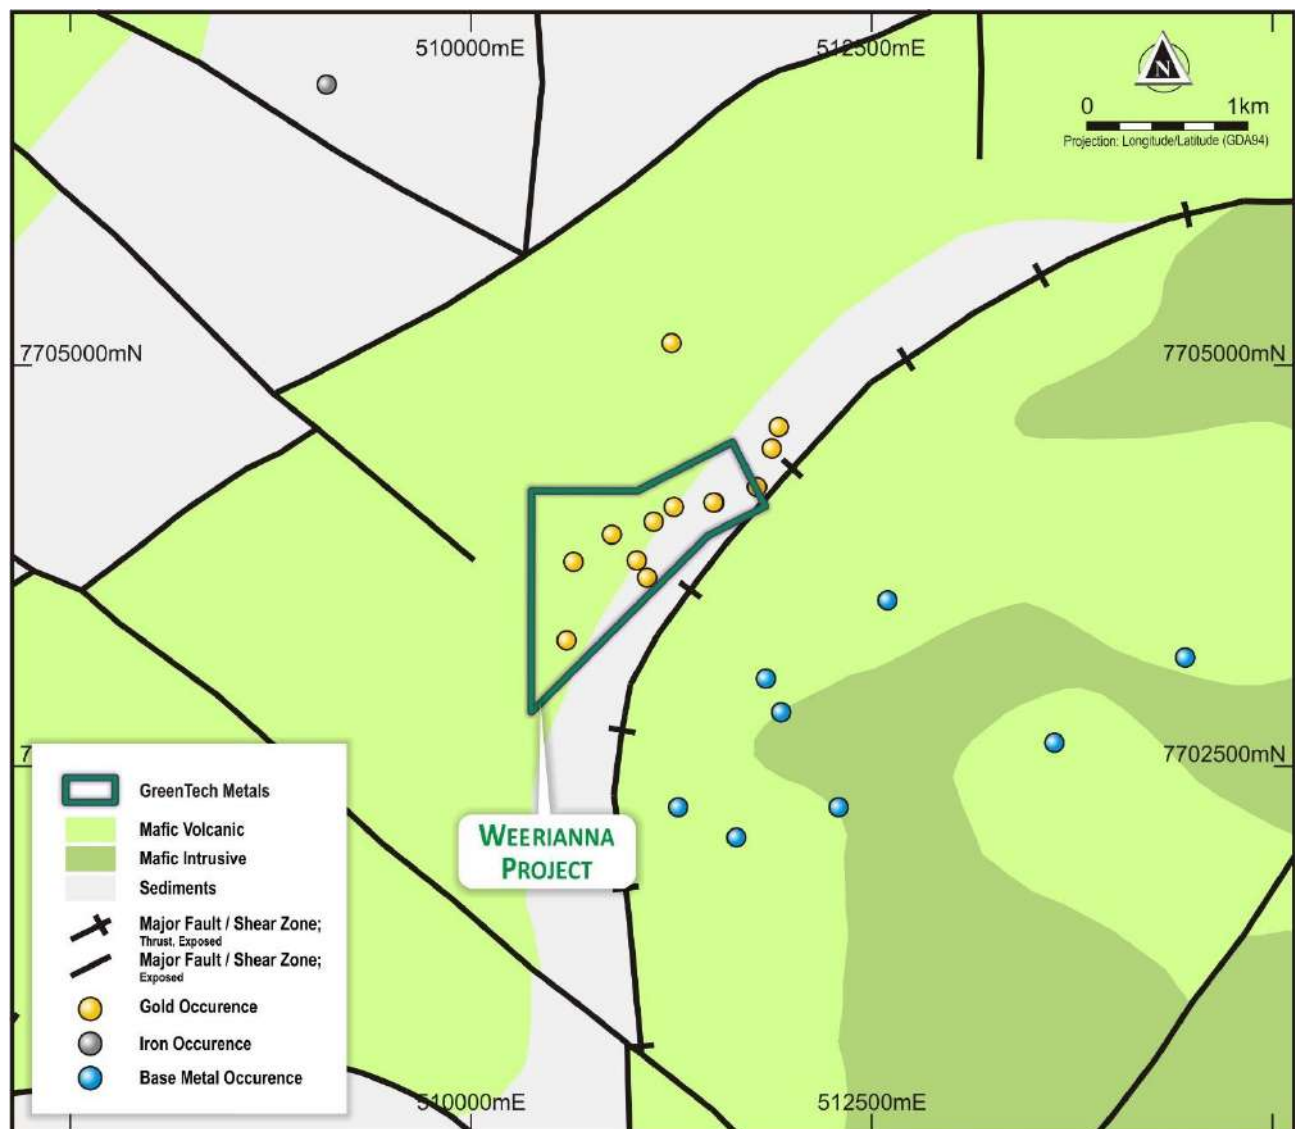 510000mE
512500mE
N
0 1km
Projection: Longitude/Latitude (GDA94)
7705000mN
7705000mN
7702500mN
GreenTech Metals
Mafic Volcanic
Mafic Intrusive
Sediments
Major Fault / Shear Zone;
Thrust, Exposed
Major Fault / Shear Zone;
Exposed
Gold Occurence
Iron Occurence
Base Metal Occurence
WEERIANNA
PROJECT
510000mE
512500mE